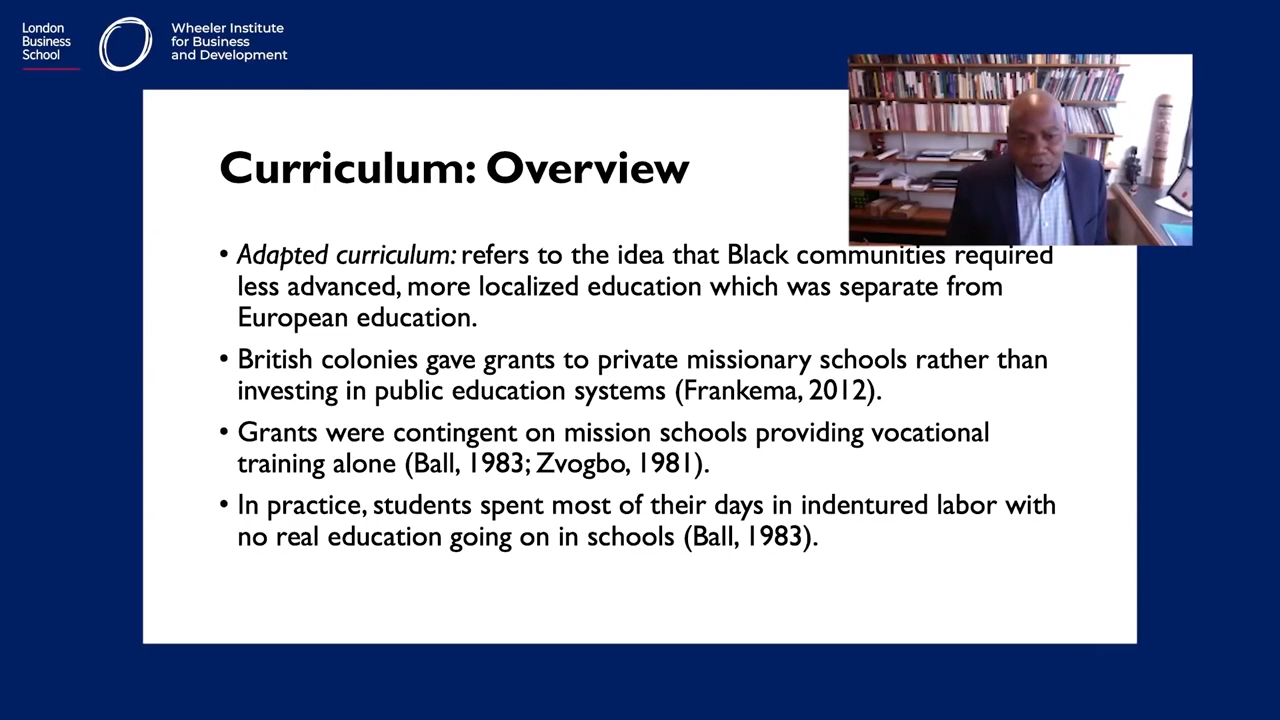 London
Business
School
Wheeler Institute
for Business
and Development
Curriculum: Overview
• Adapted curriculum: refers to the idea that Black communities required
less advanced, more localized education which was separate from
European education.
• British colonies gave grants to private missionary schools rather than
investing in public education systems (Frankema, 2012).
• Grants were contingent on mission schools providing vocational
training alone (Ball, 1983; Zvogbo, 1981).
• In practice, students spent most of their days in indentured labor with
no real education going on in schools (Ball, 1983).